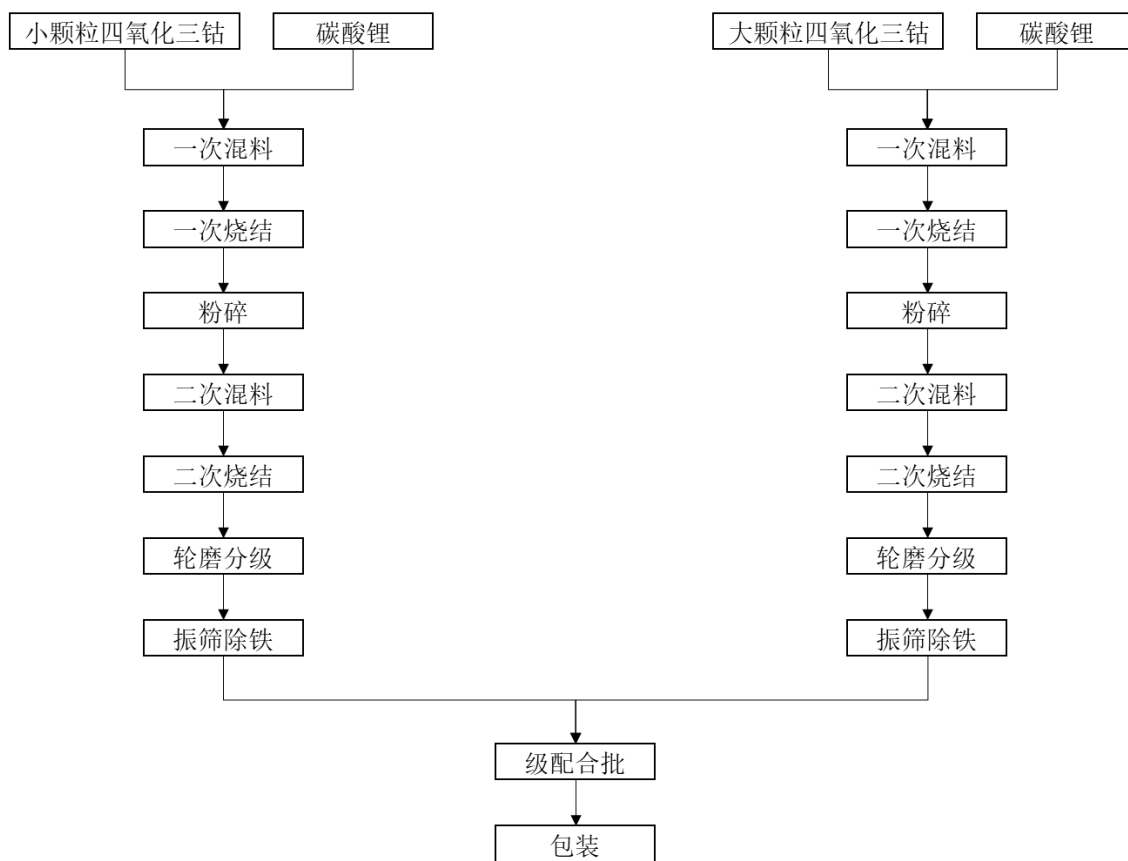 小颗粒四氧化三钴
碳酸锂
大颗粒四氧化三钴
碳酸锂
一次混料
一次混料
一次烧结
一次烧结
粉碎
粉碎
二次混料
二次混料
二次烧结
二次烧结
轮磨分级
轮磨分级
振筛除铁
振筛除铁
级配合批
包装